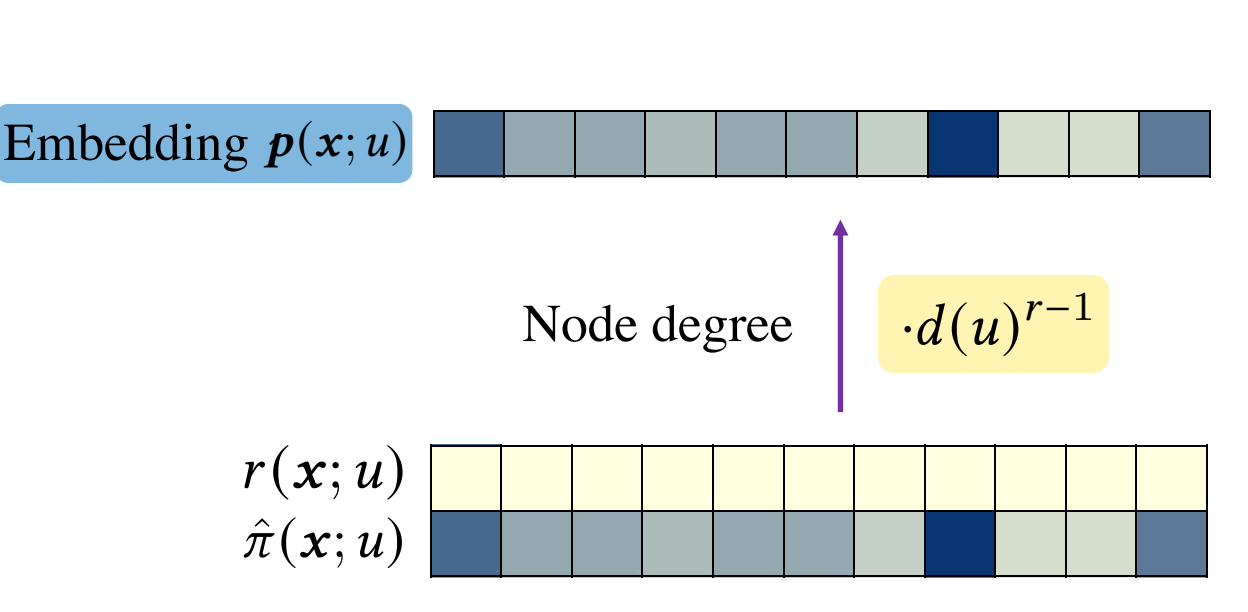 Embedding p(x; u)
Node degree ·d(u)^{r−1}
r(x; u)
π̂(x; u)